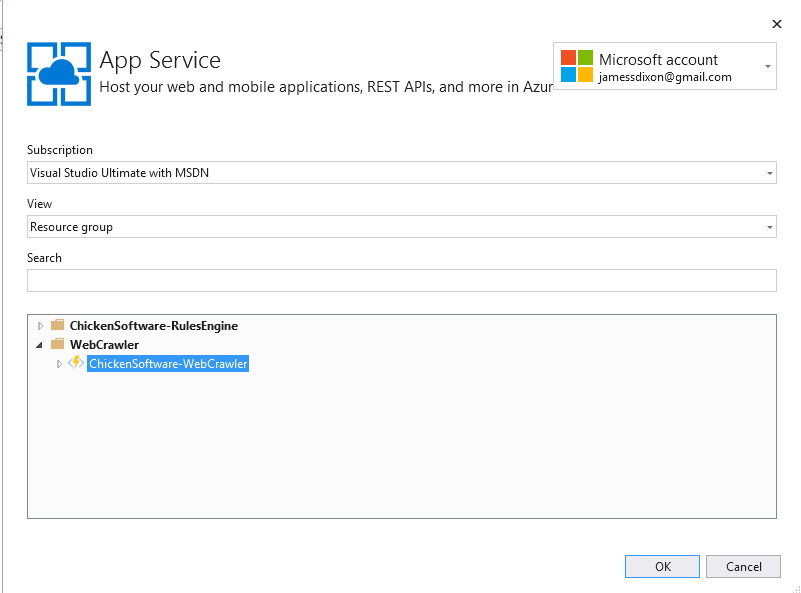 App Service
Host your web and mobile applications, REST APIs, and more in Azur
Microsoft account
jamessdixon@gmail.com
Subscription
Visual Studio Ultimate with MSDN
View
Resource group
Search
ChickenSoftware-RulesEngine
WebCrawler
ChickenSoftware-WebCrawler
OK
Cancel